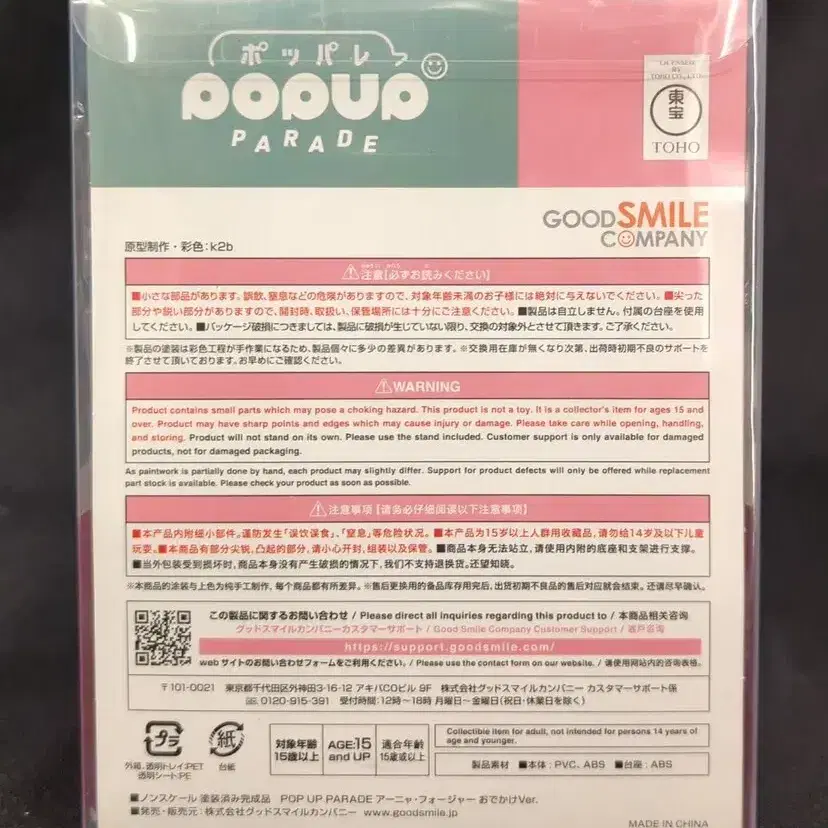 ポッパレ
POPUP
PARADE
LICENSED
BY
TOHO CO., LTD.
東宝
TOHO
GOOD SMILE
COMPANY
原型制作・彩色：k2b
⚠注意【必ずお読みください】
■小さな部品があります。誤飲、窒息などの危険がありますので、対象年齢未満のお子様には絶対に与えないでください。■尖った
部分や鋭い部分がありますので、開封時、取扱い、保管場所には十分にご注意ください。■製品は自立しません。付属の台座を使用
してください。■パッケージ破損につきましては、製品に破損が生じていない限り、交換の対象外とさせて頂きます。ご了承ください。
※製品の塗装は彩色工程が手作業になるため、製品個々に多少の差異があります。※交換用在庫が無くなり次第、出荷時初期不良のサポートを
終了させて頂いております。お早めにご確認ください。
⚠WARNING
Product contains small parts which may pose a choking hazard. This product is not a toy. It is a collector's item for ages 15 and
over. Product may have sharp points and edges which may cause injury or damage. Please take care while opening, handling,
and storing. Product will not stand on its own. Please use the stand included. Customer support is only available for damaged
products, not for damaged packaging.
As paintwork is partially done by hand, each product may slightly differ. Support for product defects will only be offered while replacement
part stock is available. Please check your product as soon as possible.
⚠注意事项【请务必仔细阅读以下注意事项】
■本产品内附细小部件。谨防发生「误饮误食」、「窒息」等危险状况。■本产品为15岁以上人群用收藏品，请勿给14岁及以下儿童
玩耍。■本商品有部分尖锐，凸起的部分，请小心开封，组装以及保管。■商品本身无法站立，请使用内附的底座和支架进行支撑。
■当外包装受到损坏时，商品本身没有产生破损的情况下，我们不支持退换货。还望知晓。
※本商品的涂装与上色为纯手工制作，每个商品都有所差异。※售后更换用的备品库存用完后，出货初期不良品的售后对应就会结束。还请尽早确认。
この製品に関するお問い合わせ / Please direct all inquiries regarding this product to / 本商品相关咨询
グッドスマイルカンパニーカスタマーサポート / Good Smile Company Customer Support / 客户咨询
https://support.goodsmile.com/
webサイトのお問い合わせフォームをご利用ください。 / Please use the contact form on our website. / 请使用网站内的咨询表格。
〒101-0021 東京都千代田区外神田3-16-12 アキバCOビル 9F 株式会社グッドスマイルカンパニー カスタマーサポート係
TEL 0120-915-391 受付時間:12時～18時 月曜日～金曜日(祝日・休業日を除く)
プラ
紙
外箱、透明トレイ:PET
透明シート:PE
台紙
対象年齢
15歳以上
AGE:15
and UP
適合年齢
15歳或以上
Collectible item for adult, not intended for persons 14 years of
age and younger.
製品素材 ■本体：PVC、ABS ■台座：ABS
■ノンスケール 塗装済み完成品 POP UP PARADE アーニャ・フォージャー おでかけVer.
■発売・販売元：株式会社グッドスマイルカンパニー www.goodsmile.jp
MADE IN CHINA